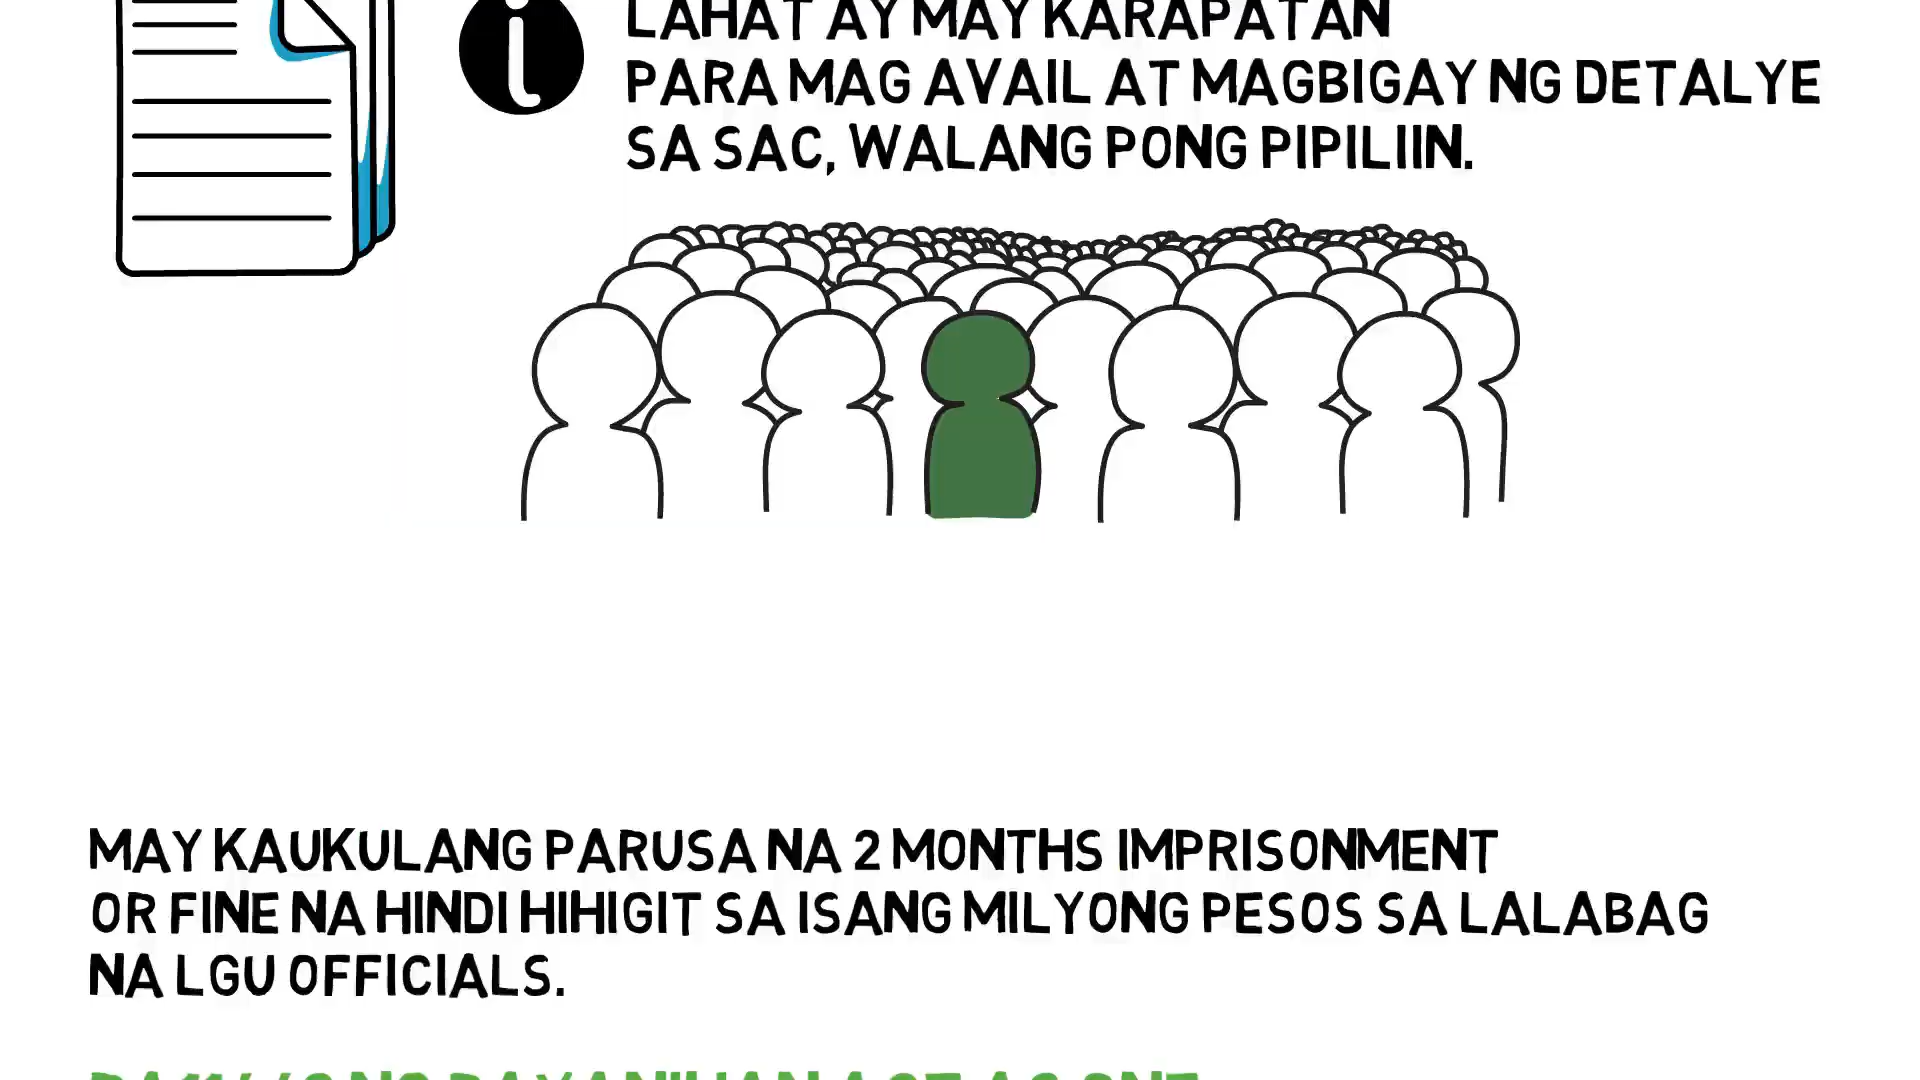 LAHAT AY MAY KARAPATAN
PARA MAG AVAIL AT MAGBIGAY NG DETALYE
SA SAC, WALANG PONG PIPILIIN.
MAY KAUKULANG PARUSA NA 2 MONTHS IMPRISONMENT
OR FINE NA HINDI HIHIGIT SA ISANG MILYONG PESOS SA LALABAG
NA LGU OFFICIALS.